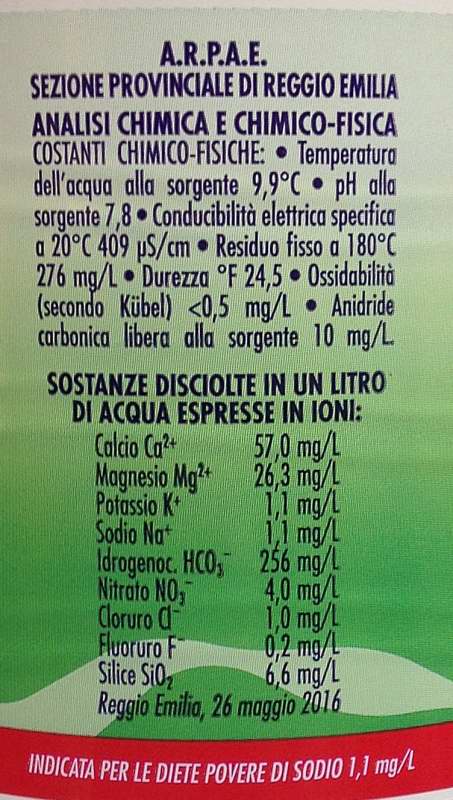 A.R.P.A.E.
SEZIONE PROVINCIALE DI REGGIO EMILIA
ANALISI CHIMICA E CHIMICO-FISICA
COSTANTI CHIMICO-FISICHE: • Temperatura
dell'acqua alla sorgente 9,9°C • pH alla
sorgente 7,8 • Conducibilità elettrica specifica
a 20°C 409 µS/cm • Residuo fisso a 180°C
276 mg/L • Durezza °F 24,5 • Ossidabilità
(secondo Kübel) <0,5 mg/L • Anidride
carbonica libera alla sorgente 10 mg/L
SOSTANZE DISCIOLTE IN UN LITRO
DI ACQUA ESPRESSE IN IONI:
Calcio Ca²⁺ 57,0 mg/L
Magnesio Mg²⁺ 26,3 mg/L
Potassio K⁺ 1,1 mg/L
Sodio Na⁺ 1,1 mg/L
Idrogenoc. HCO₃⁻ 256 mg/L
Nitrato NO₃⁻ 4,0 mg/L
Cloruro Cl⁻ 1,0 mg/L
Fluoruro F⁻ 0,2 mg/L
Silice SiO₂ 6,6 mg/L
Reggio Emilia, 26 maggio 2016
INDICATA PER LE DIETE POVERE DI SODIO 1,1 mg/L